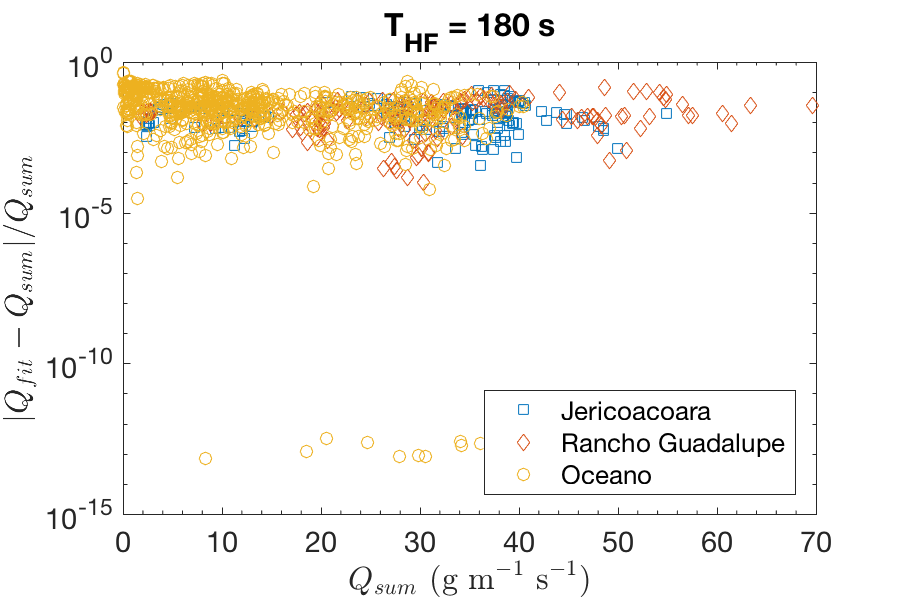 T_HF = 180 s
|Q_fit − Q_sum|/Q_sum
10^0
10^−5
10^−10
10^−15
Jericoacoara
Rancho Guadalupe
Oceano
0 10 20 30 40 50 60 70
Q_sum (g m^−1 s^−1)